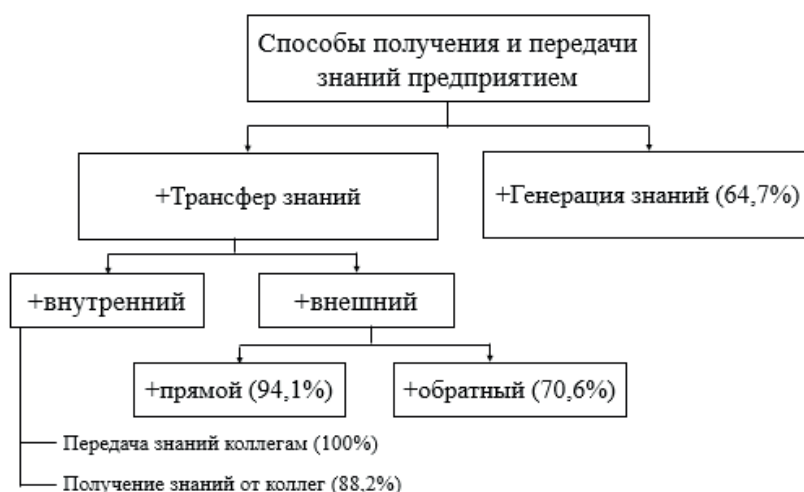 Способы получения и передачи
знаний предприятием
+Трансфер знаний
+Генерация знаний (64,7%)
+внутренний
+внешний
+прямой (94,1%)
+обратный (70,6%)
Передача знаний коллегам (100%)
Получение знаний от коллег (88,2%)